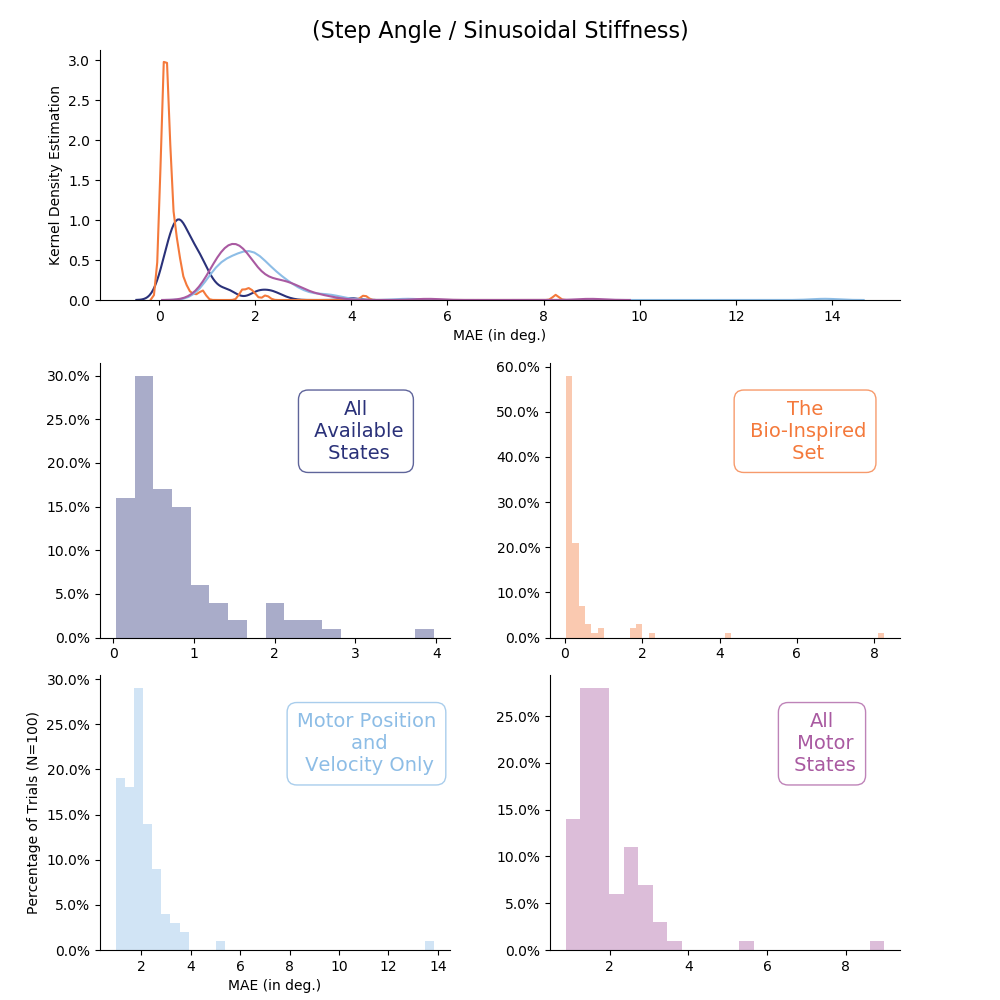 (Step Angle / Sinusoidal Stiffness)
Kernel Density Estimation
3.0
2.5
2.0
1.5
1.0
0.5
0.0
0 2 4 6 8 10 12 14
MAE (in deg.)
30.0%
25.0%
20.0%
15.0%
10.0%
5.0%
0.0%
0 1 2 3 4
All
Available
States
60.0%
50.0%
40.0%
30.0%
20.0%
10.0%
0.0%
0 2 4 6 8
The
Bio-Inspired
Set
Percentage of Trials (N=100)
30.0%
25.0%
20.0%
15.0%
10.0%
5.0%
0.0%
2 4 6 8 10 12 14
MAE (in deg.)
Motor Position
and
Velocity Only
25.0%
20.0%
15.0%
10.0%
5.0%
0.0%
2 4 6 8
All
Motor
States